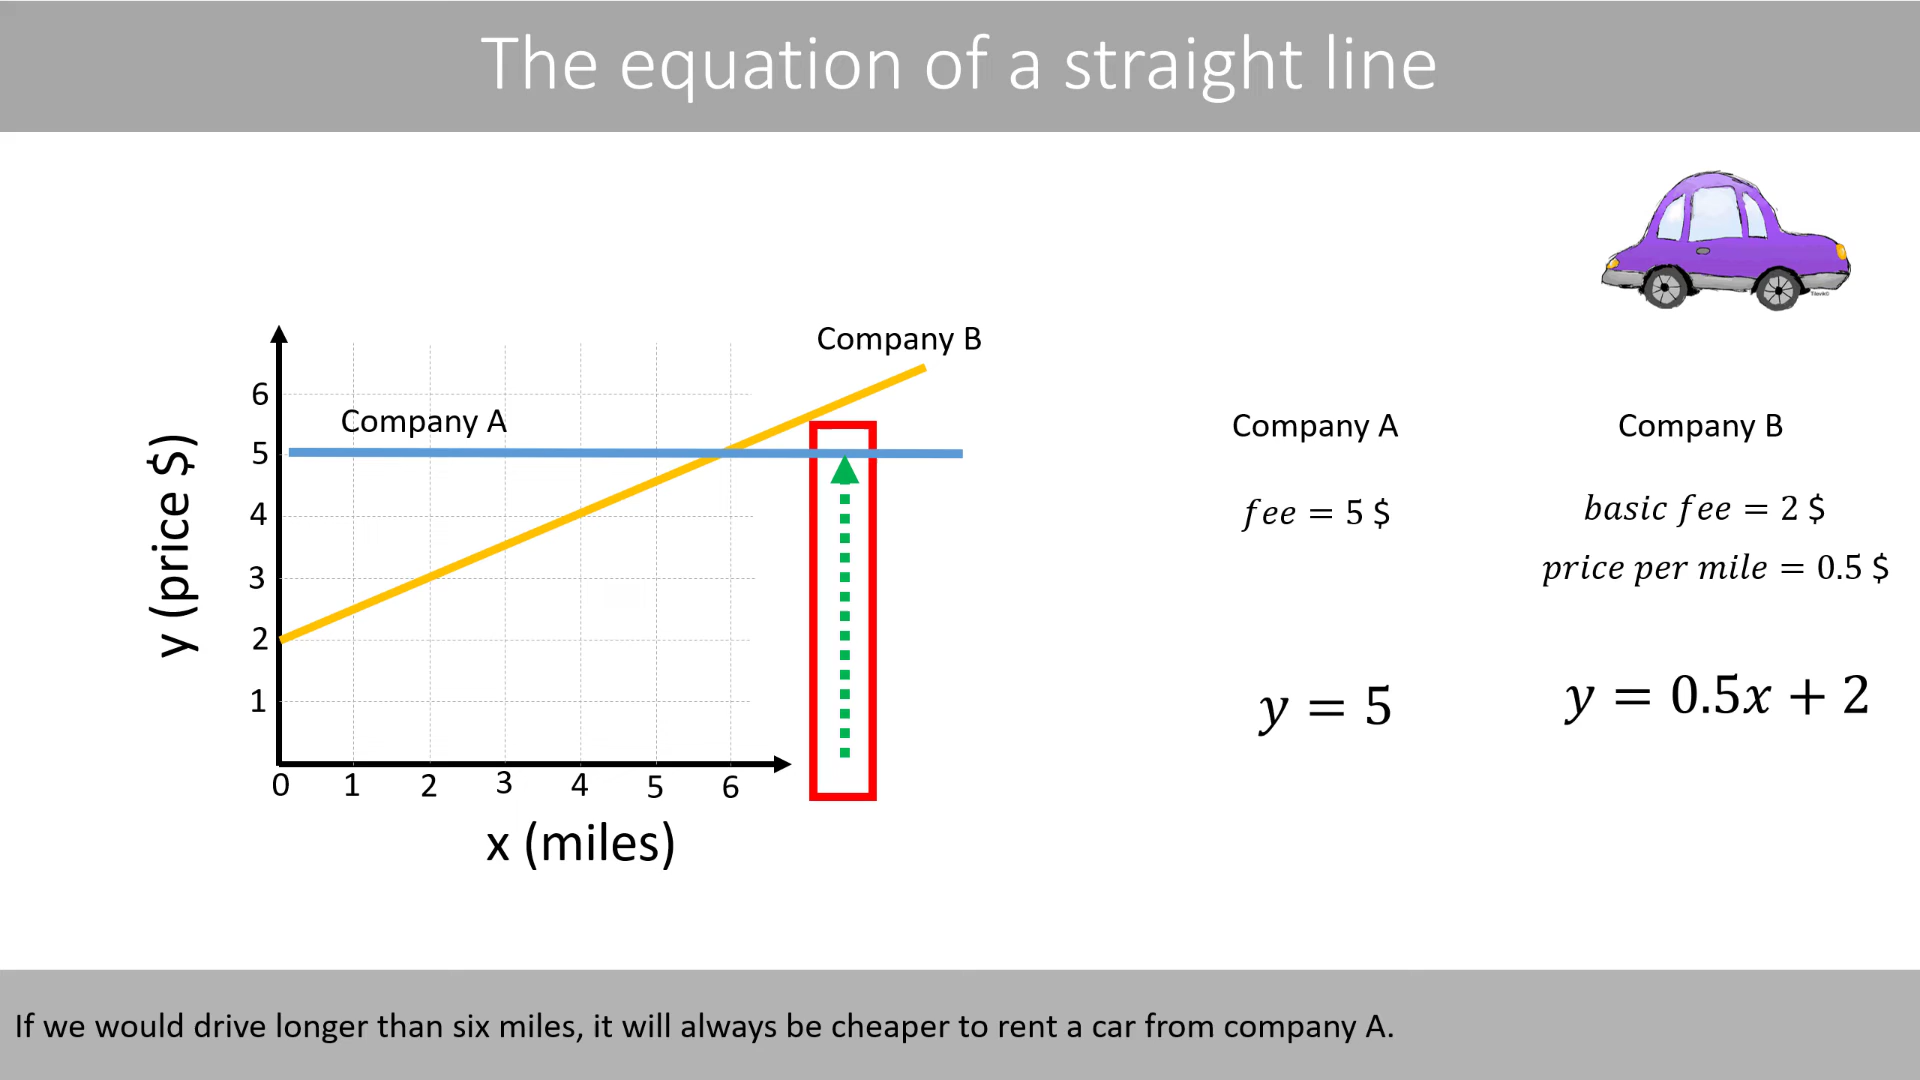 The equation of a straight line
Company B
6
Company A
5
4
3
2
1
y (price $)
0 1 2 3 4 5 6
x (miles)
Company A
fee = 5 $
y = 5
Company B
basic fee = 2 $
price per mile = 0.5 $
y = 0.5x + 2
If we would drive longer than six miles, it will always be cheaper to rent a car from company A.